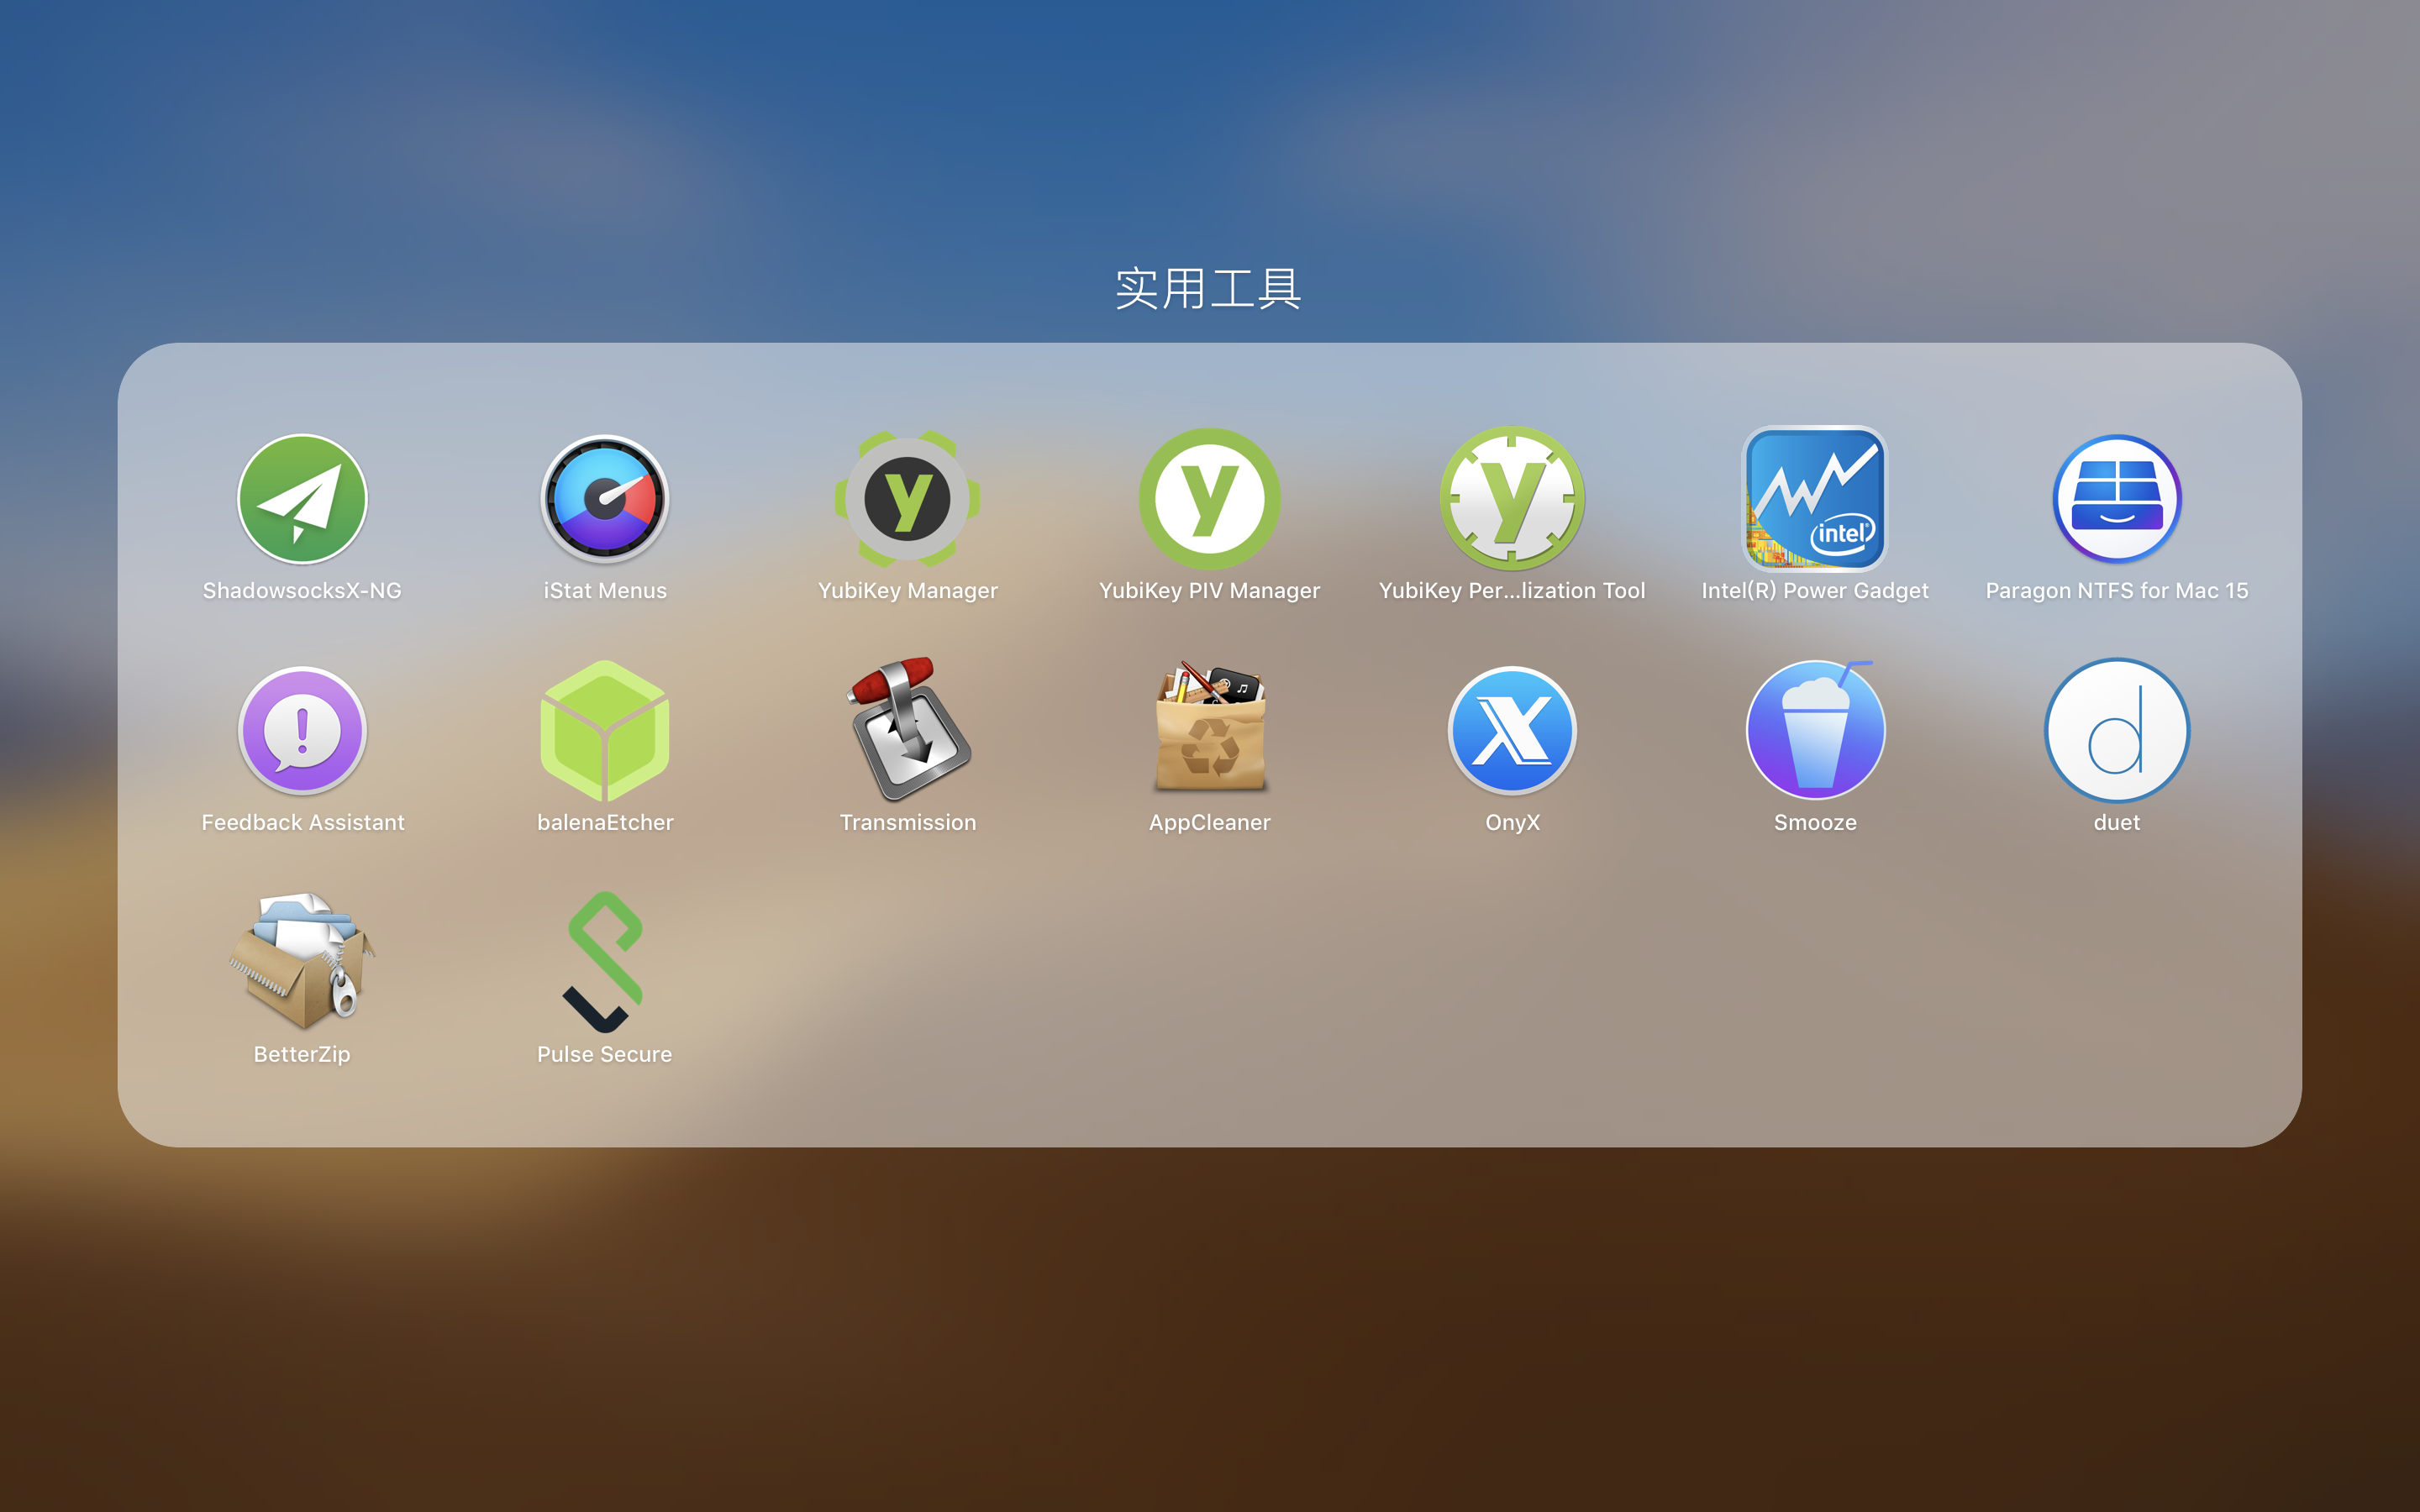 实用工具
ShadowsocksX-NG
iStat Menus
YubiKey Manager
YubiKey PIV Manager
YubiKey Per...lization Tool
intel
Intel(R) Power Gadget
Paragon NTFS for Mac 15
Feedback Assistant
balenaEtcher
Transmission
AppCleaner
OnyX
Smooze
d
duet
BetterZip
Pulse Secure